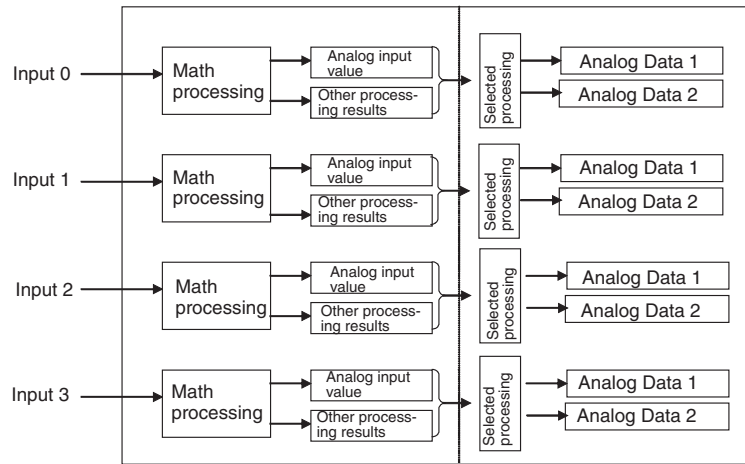 Input 0
Math
processing
Analog input
value
Other process-
ing results
Selected
processing
Analog Data 1
Analog Data 2
Input 1
Math
processing
Analog input
value
Other processing
ing results
Selected
processing
Analog Data 1
Analog Data 2
Input 2
Math
processing
Analog input
value
Other process-
ing results
Selected
processing
Analog Data 1
Analog Data 2
Input 3
Math
processing
Analog input
value
Other process-
ing results
Selected
processing
Analog Data 1
Analog Data 2